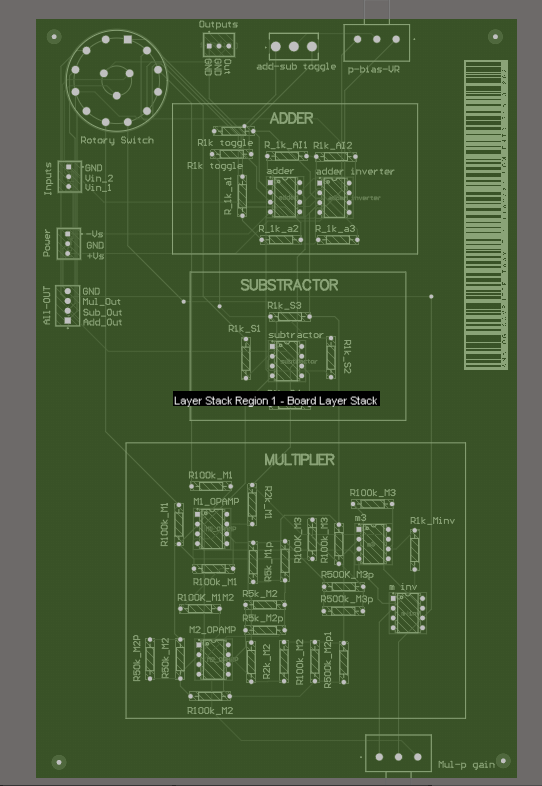 Outputs
GND
GND
Out
add-sub toggle
p-bias-VR
Rotory Switch
ADDER
R1k toggle
R1k toggle
R_1k_AI1
R_1k_AI2
adder
adder inverter
R_1k_a1
R_1k_a2
R_1k_a3
Inputs
GND
Vin_2
Vin_1
Power
-Vs
GND
+Vs
All-OUT
GND
Mul_Out
Sub_Out
Add_Out
SUBSTRACTOR
R1k_S3
R1k_S1
subtractor
R1k_S2
Layer Stack Region 1 - Board Layer Stack
MULTIPLIER
R100k_M1
R100k_M1
M1_OPAMP
R2k_M1
R100k_M3
R100K_M3
R100k_M3
m3
R1k_Minv
R100k_M1
R5k_M1p
R500K_M3p
R5k_M2
R500k_M3p
m inv
R100K_M1M2
R5k_M2p
M2_OPAMP
R50k_M2P
R50k_M2
R2k_M2
R100k_M2
R500k_M2p1
R100k_M2
Mul-p gain